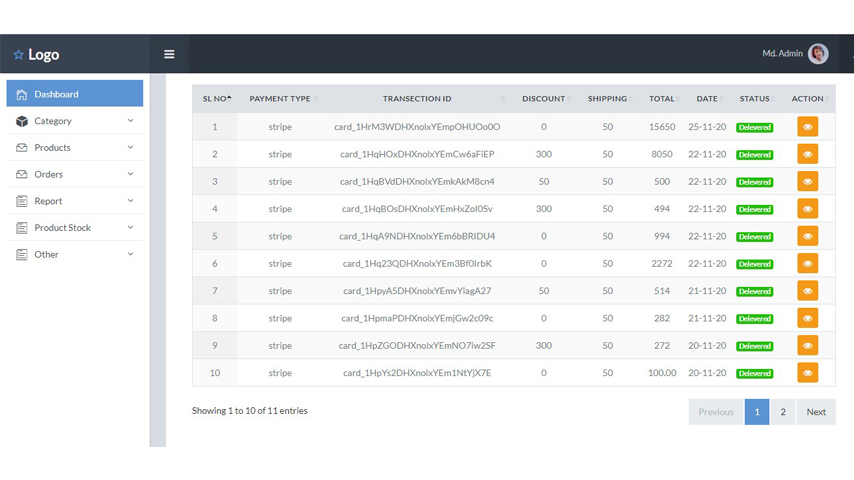 Logo
Md. Admin
Dashboard
Category
Products
Orders
Report
Product Stock
Other
SL NO PAYMENT TYPE TRANSECTION ID DISCOUNT SHIPPING TOTAL DATE STATUS ACTION
1 stripe card_1HrM3WDHXnolxYEmpOHUOo0O 0 50 15650 25-11-20 Delevered
2 stripe card_1HqHOxDHXnolxYEmCw6aFlEP 300 50 8050 22-11-20 Delevered
3 stripe card_1HqBVdDHXnolxYEmkAkM8cn4 50 50 500 22-11-20 Delevered
4 stripe card_1HqBOsDHXnolxYEmHxZoI0Sv 300 50 494 22-11-20 Delevered
5 stripe card_1HqA9NDHXnolxYEm6bBRIDU4 0 50 994 22-11-20 Delevered
6 stripe card_1Hq23QDHXnolxYEm3Bf0IrbK 0 50 2272 22-11-20 Delevered
7 stripe card_1HpyA5DHXnolxYEmvYiagA27 50 50 514 21-11-20 Delevered
8 stripe card_1HpmaPDHXnolxYEmjGw2c09c 0 50 282 21-11-20 Delevered
9 stripe card_1HpZGODHXnolxYEmNO7iw2SF 300 50 272 20-11-20 Delevered
10 stripe card_1HpYs2DHXnolxYEm1NtYjX7E 0 50 100.00 20-11-20 Delevered
Showing 1 to 10 of 11 entries
Previous 1 2 Next